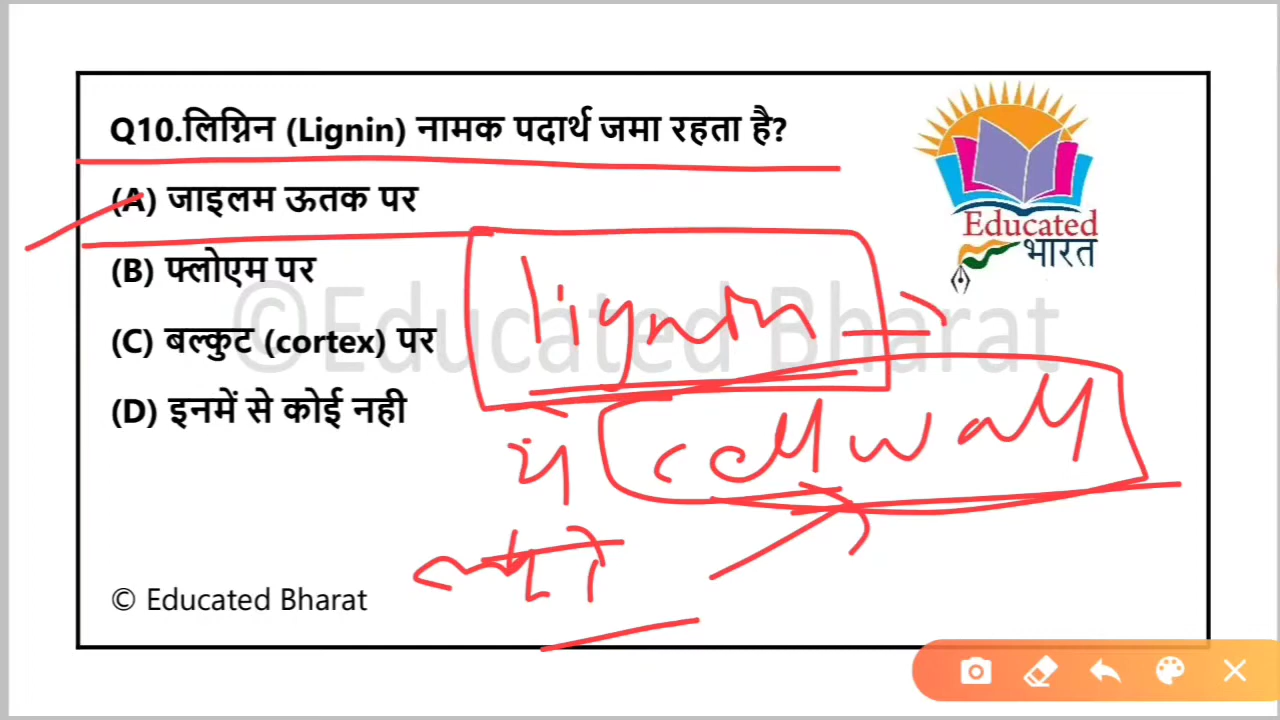 Q10.लिग्निन (Lignin) नामक पदार्थ जमा रहता है?
(A) जाइलम ऊतक पर
(B) फ्लोएम पर
(C) बल्कुट (cortex) पर
(D) इनमें से कोई नही
Educated
भारत
©Educated Bharat
lignin
cell wall
© Educated Bharat